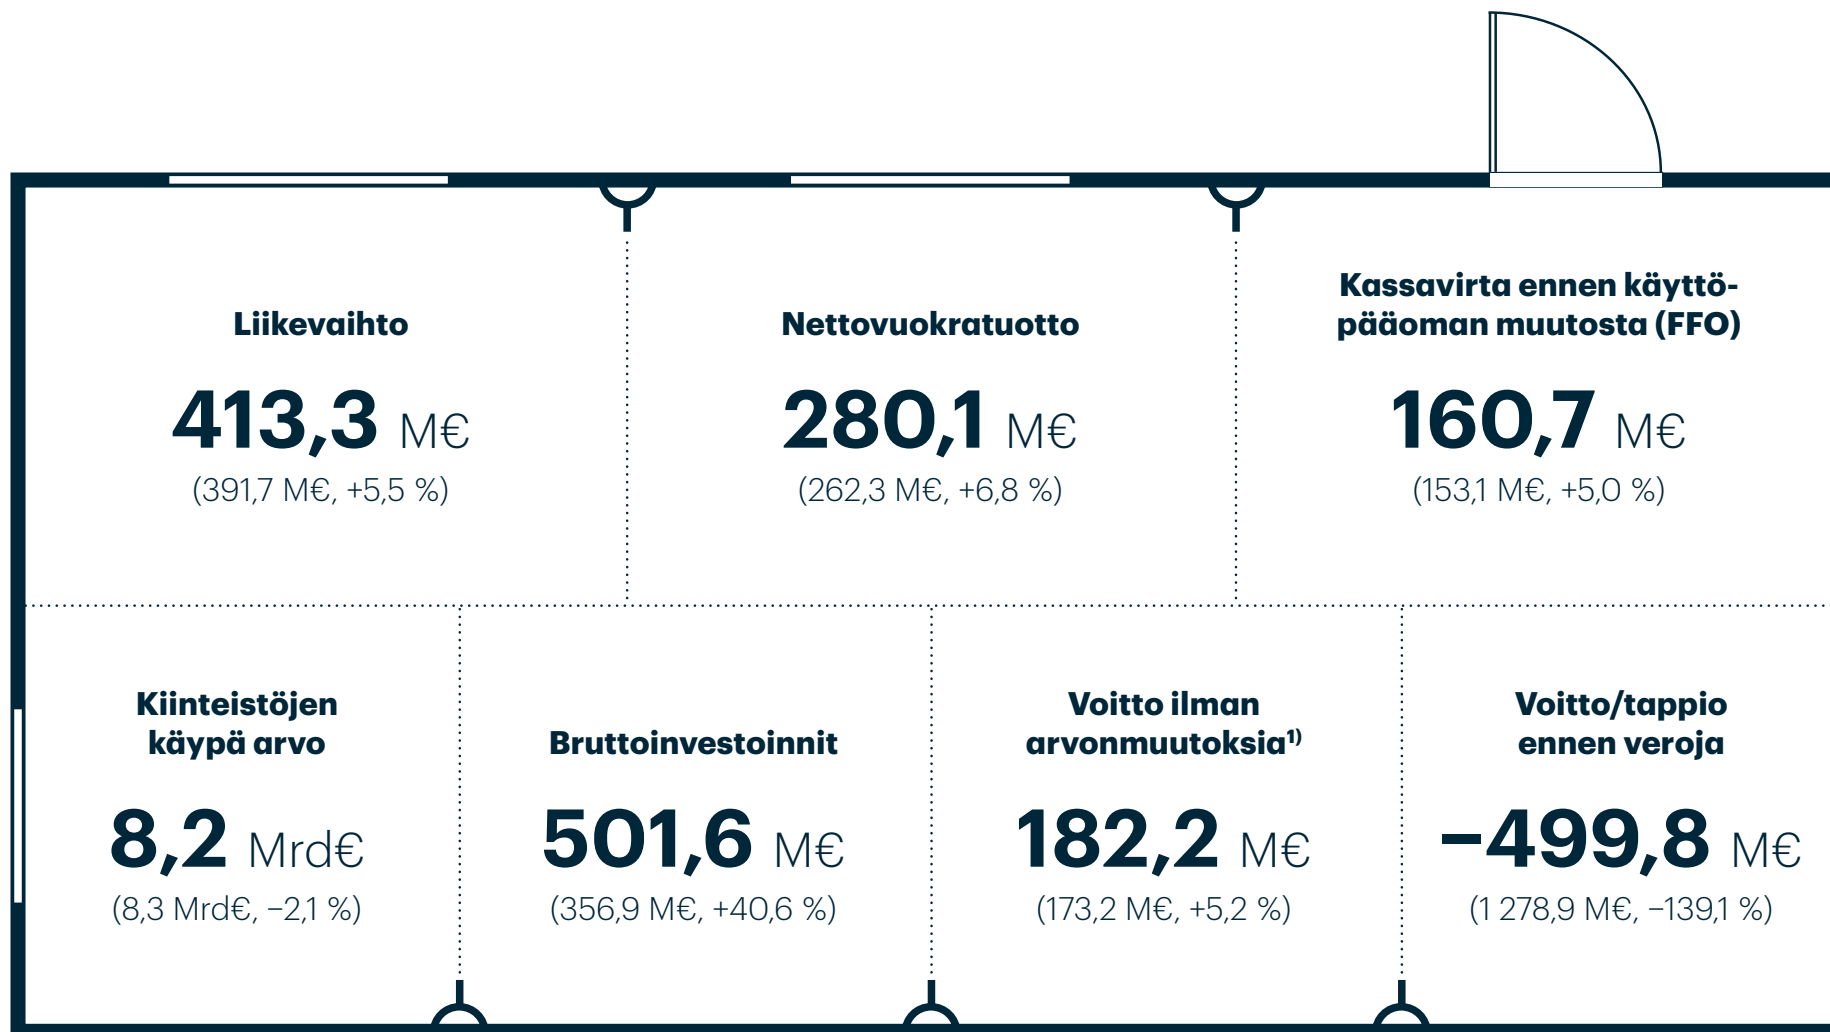 Liikevaihto
413,3 M€
(391,7 M€, +5,5 %)
Nettovuokratuotto
280,1 M€
(262,3 M€, +6,8 %)
Kassavirta ennen käyttö-
pääoman muutosta (FFO)
160,7 M€
(153,1 M€, +5,0 %)
Kiinteistöjen
käypä arvo
8,2 Mrd€
(8,3 Mrd€, −2,1 %)
Bruttoinvestoinnit
501,6 M€
(356,9 M€, +40,6 %)
Voitto ilman
arvonmuutoksia¹⁾
182,2 M€
(173,2 M€, +5,2 %)
Voitto/tappio
ennen veroja
−499,8 M€
(1 278,9 M€, −139,1 %)